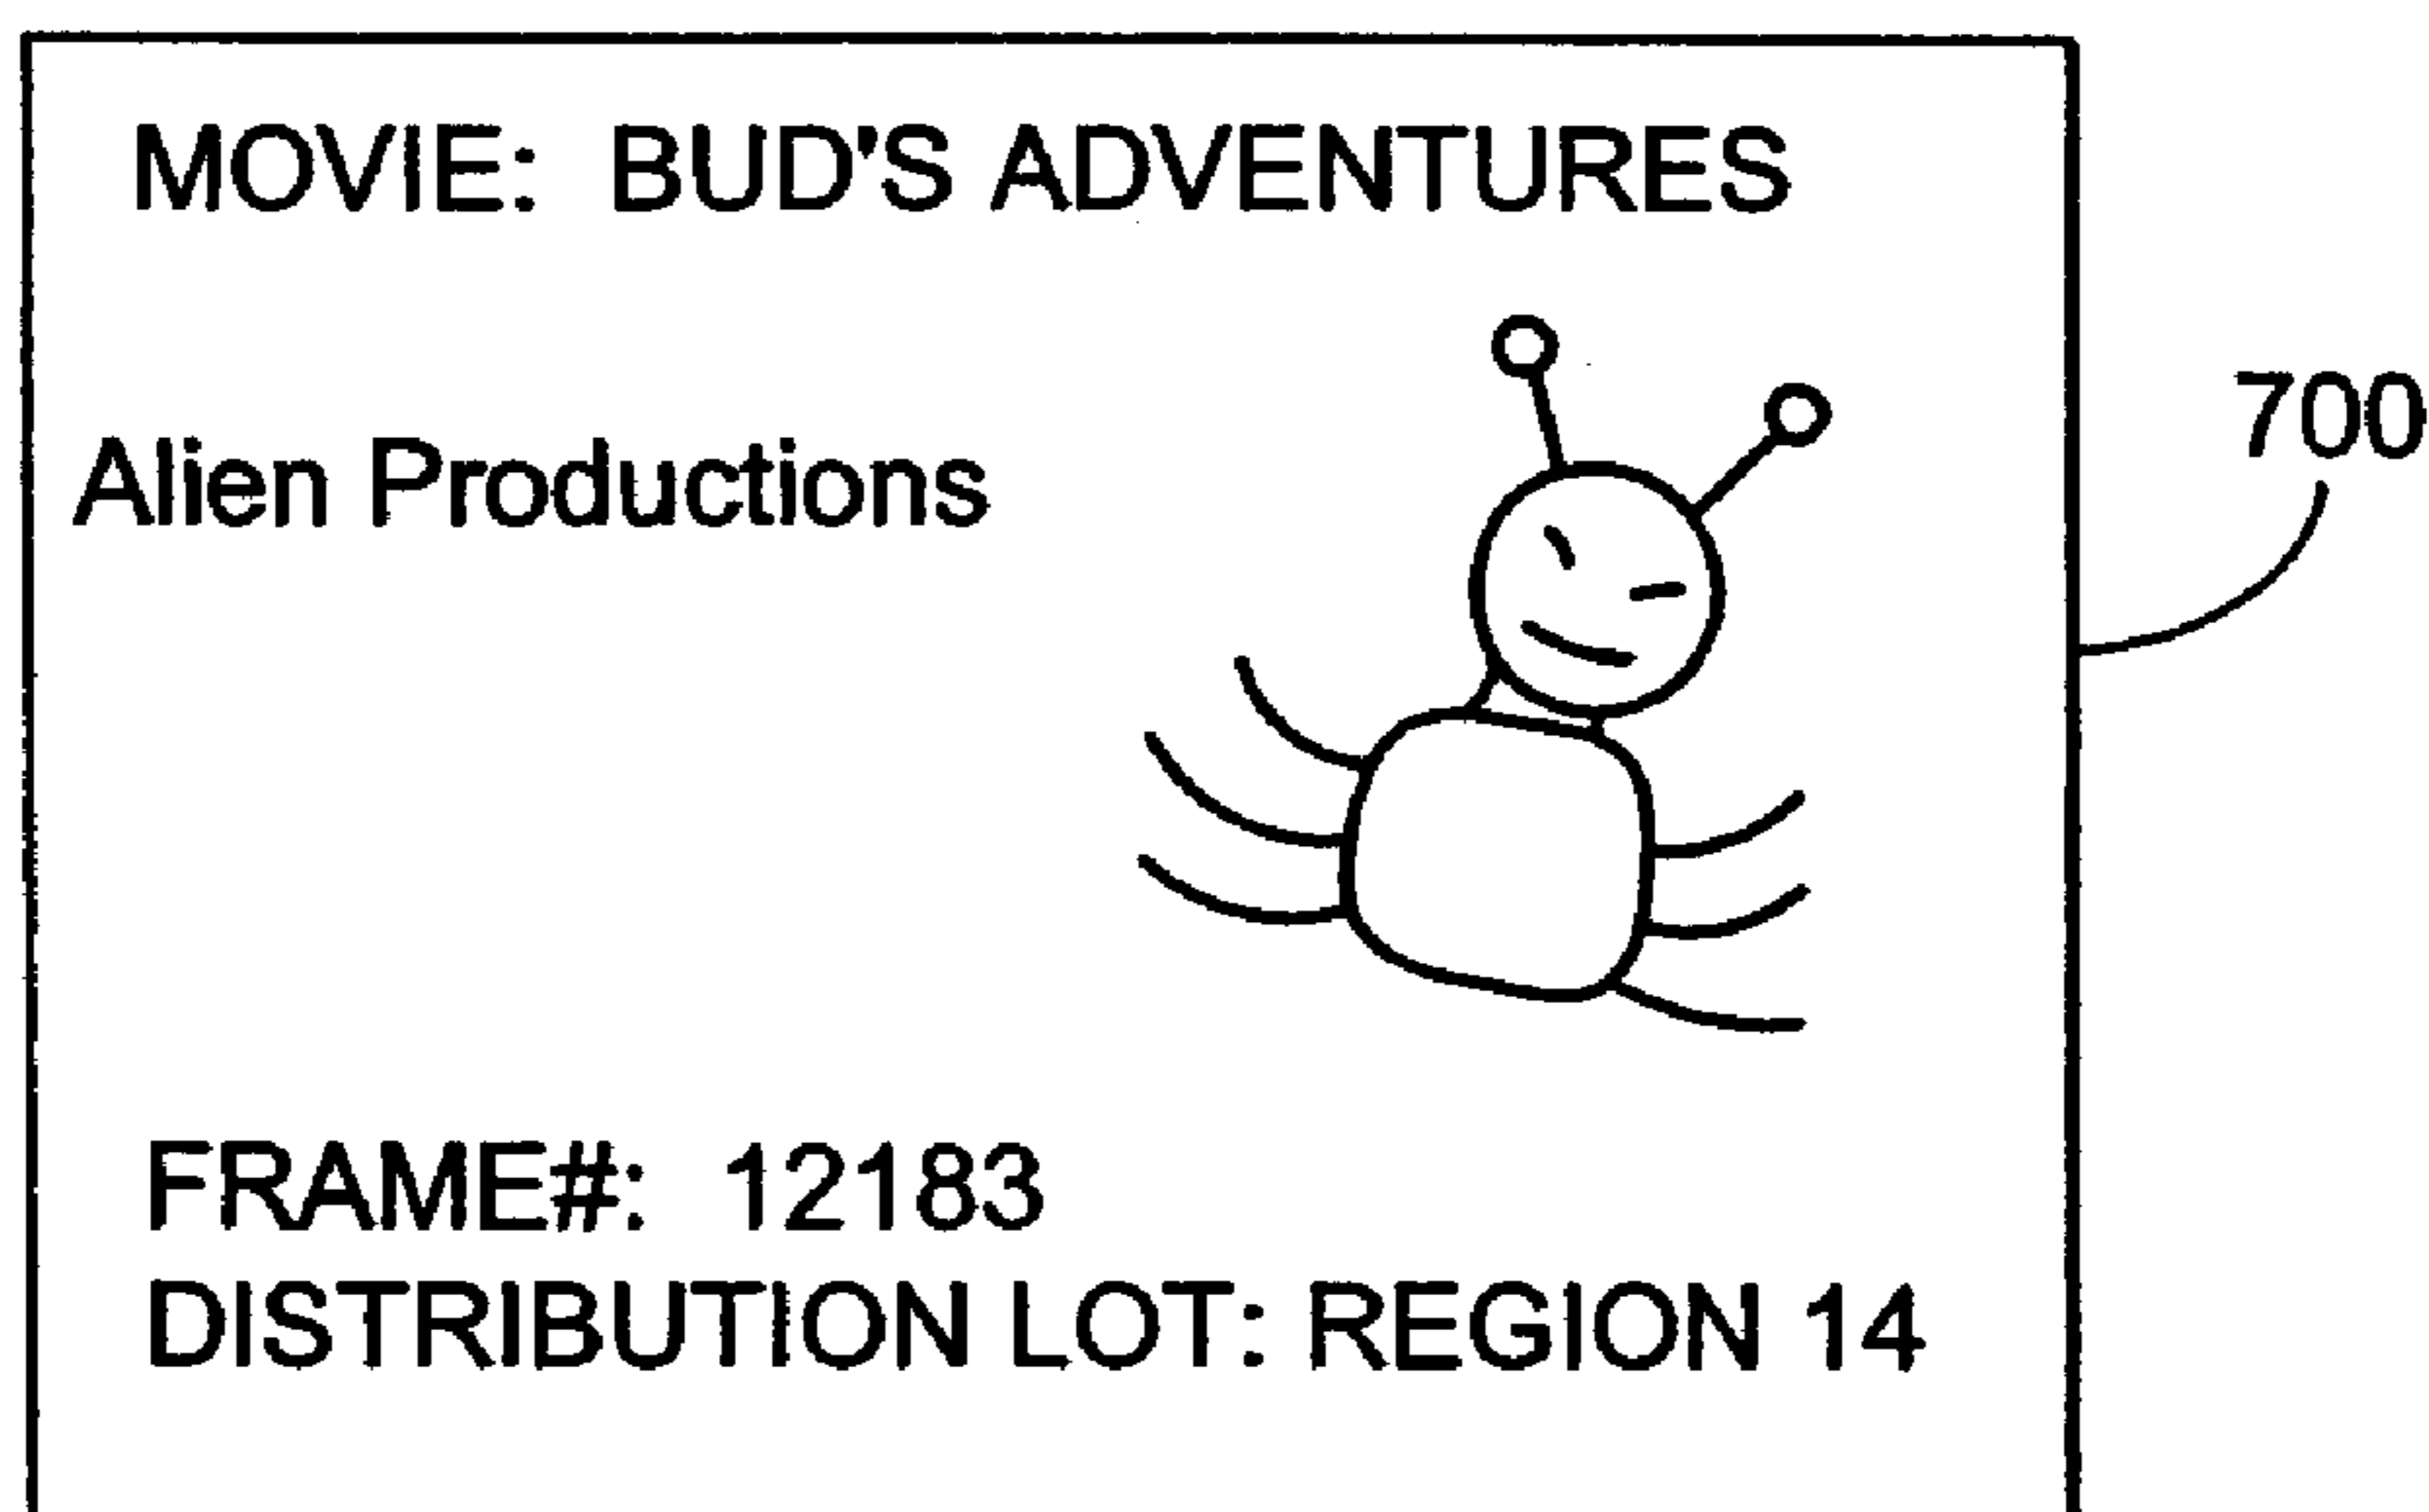 MOVIE: BUD'S ADVENTURES
Alien Productions
700
FRAME#: 12183
DISTRIBUTION LOT: REGION 14